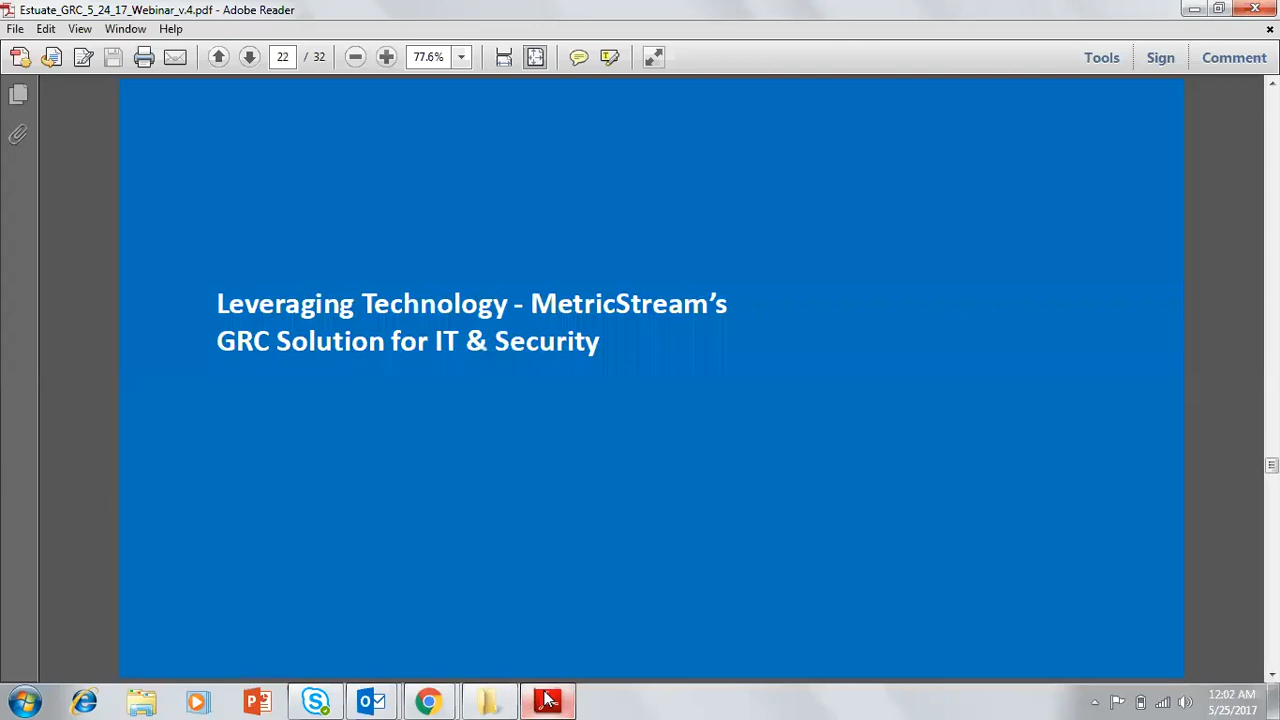 Estuate_GRC_5_24_17_Webinar_v.4.pdf - Adobe Reader
File Edit View Window Help
22 / 32 77.6% Tools Sign Comment
Leveraging Technology - MetricStream’s
GRC Solution for IT & Security
12:02 AM
5/25/2017